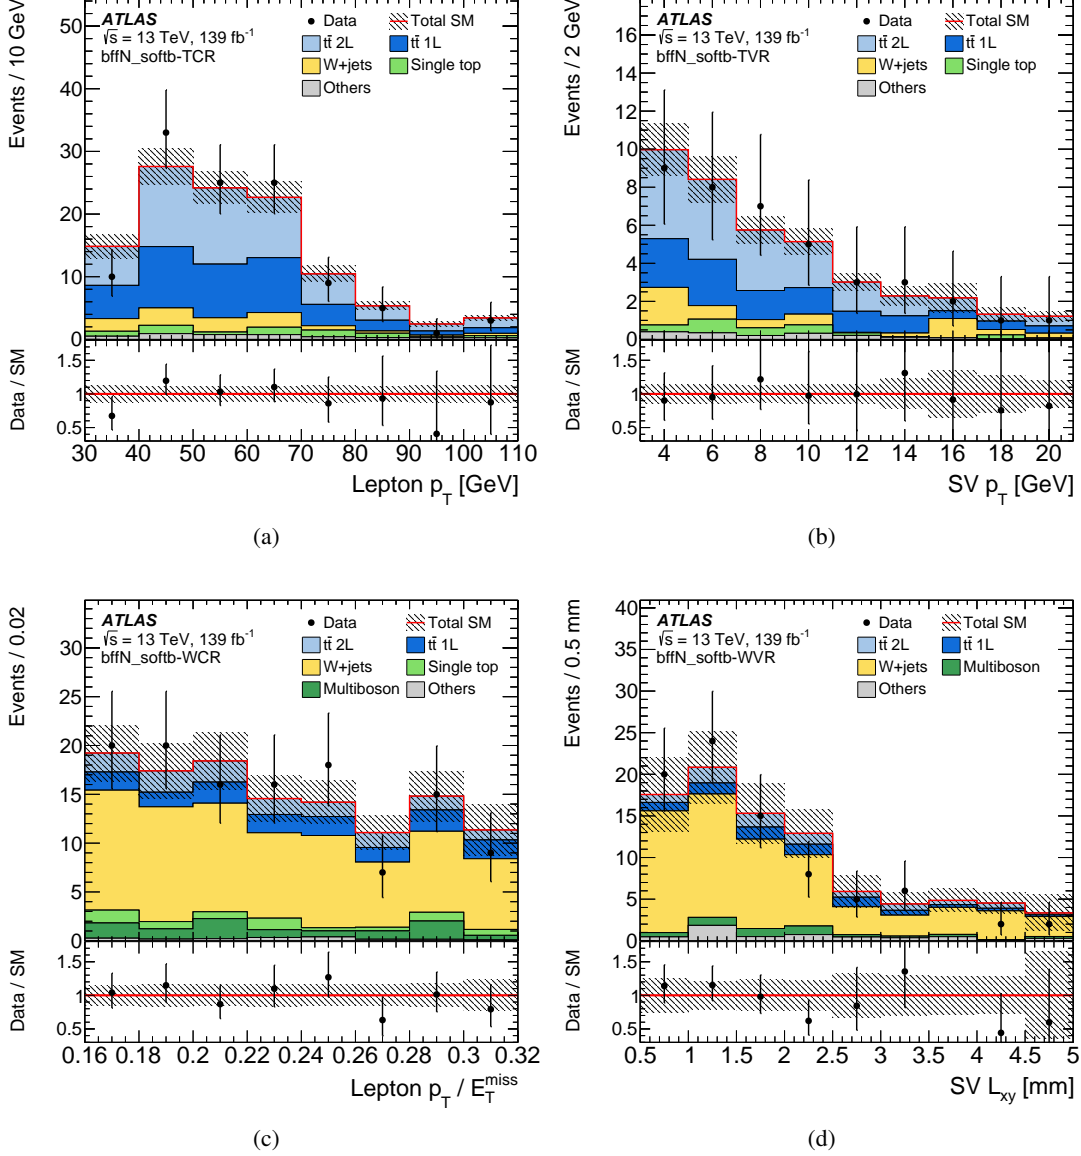 ATLAS
√s = 13 TeV, 139 fb⁻¹
bffN_softb-TCR
Data
Total SM
tt̄ 2L
tt̄ 1L
W+jets
Single top
Others
Events / 10 GeV
50
40
30
20
10
0
Data / SM
1.5
1
0.5
30 40 50 60 70 80 90 100 110
Lepton p_T [GeV]
(a)
ATLAS
√s = 13 TeV, 139 fb⁻¹
bffN_softb-TVR
Data
Total SM
tt̄ 2L
tt̄ 1L
W+jets
Single top
Others
Events / 2 GeV
16
14
12
10
8
6
4
2
0
Data / SM
1.5
1
0.5
4 6 8 10 12 14 16 18 20
SV p_T [GeV]
(b)
ATLAS
√s = 13 TeV, 139 fb⁻¹
bffN_softb-WCR
Data
Total SM
tt̄ 2L
tt̄ 1L
W+jets
Single top
Multiboson
Others
Events / 0.02
30
25
20
15
10
5
0
Data / SM
1.5
1
0.5
0.16 0.18 0.2 0.22 0.24 0.26 0.28 0.3 0.32
Lepton p_T / E_T^miss
(c)
ATLAS
√s = 13 TeV, 139 fb⁻¹
bffN_softb-WVR
Data
Total SM
tt̄ 2L
tt̄ 1L
W+jets
Multiboson
Others
Events / 0.5 mm
40
35
30
25
20
15
10
5
0
Data / SM
1.5
1
0.5
0.5 1 1.5 2 2.5 3 3.5 4 4.5 5
SV L_xy [mm]
(d)